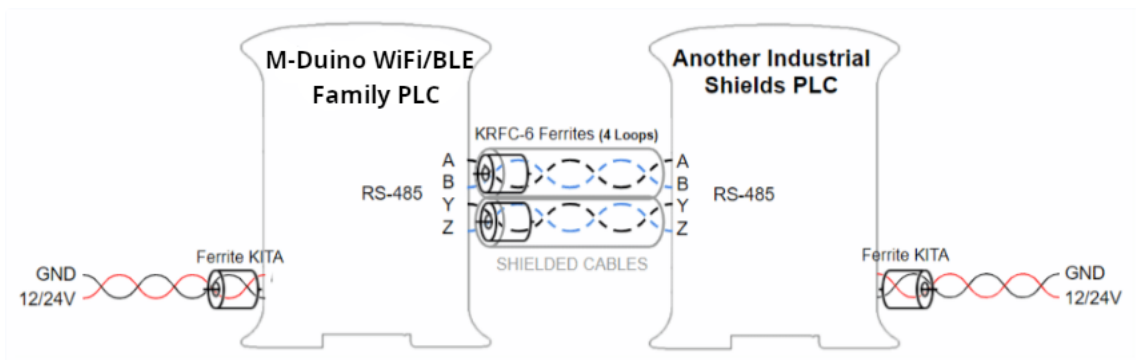 M-Duino WiFi/BLE
Family PLC
Another Industrial
Shields PLC
KRFC-6 Ferrites (4 Loops)
A
B
Y
Z
RS-485
A
B
Y
Z
RS-485
SHIELDED CABLES
Ferrite KITA
GND
12/24V
Ferrite KITA
GND
12/24V